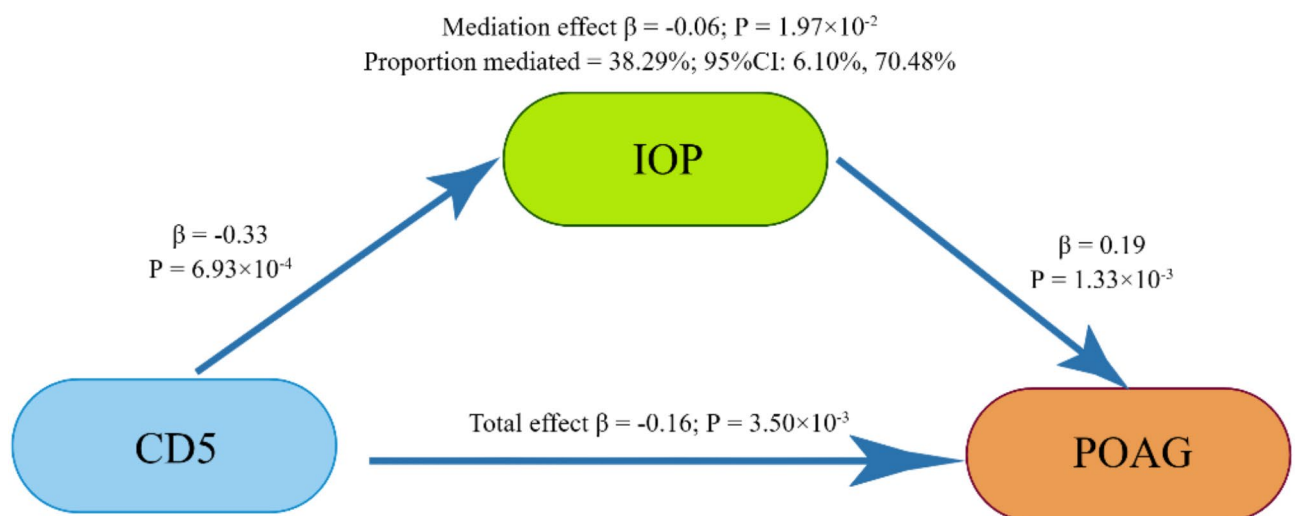 Mediation effect β = -0.06; P = 1.97×10⁻²
Proportion mediated = 38.29%; 95%CI: 6.10%, 70.48%
IOP
β = -0.33
P = 6.93×10⁻⁴
β = 0.19
P = 1.33×10⁻³
Total effect β = -0.16; P = 3.50×10⁻³
CD5
POAG